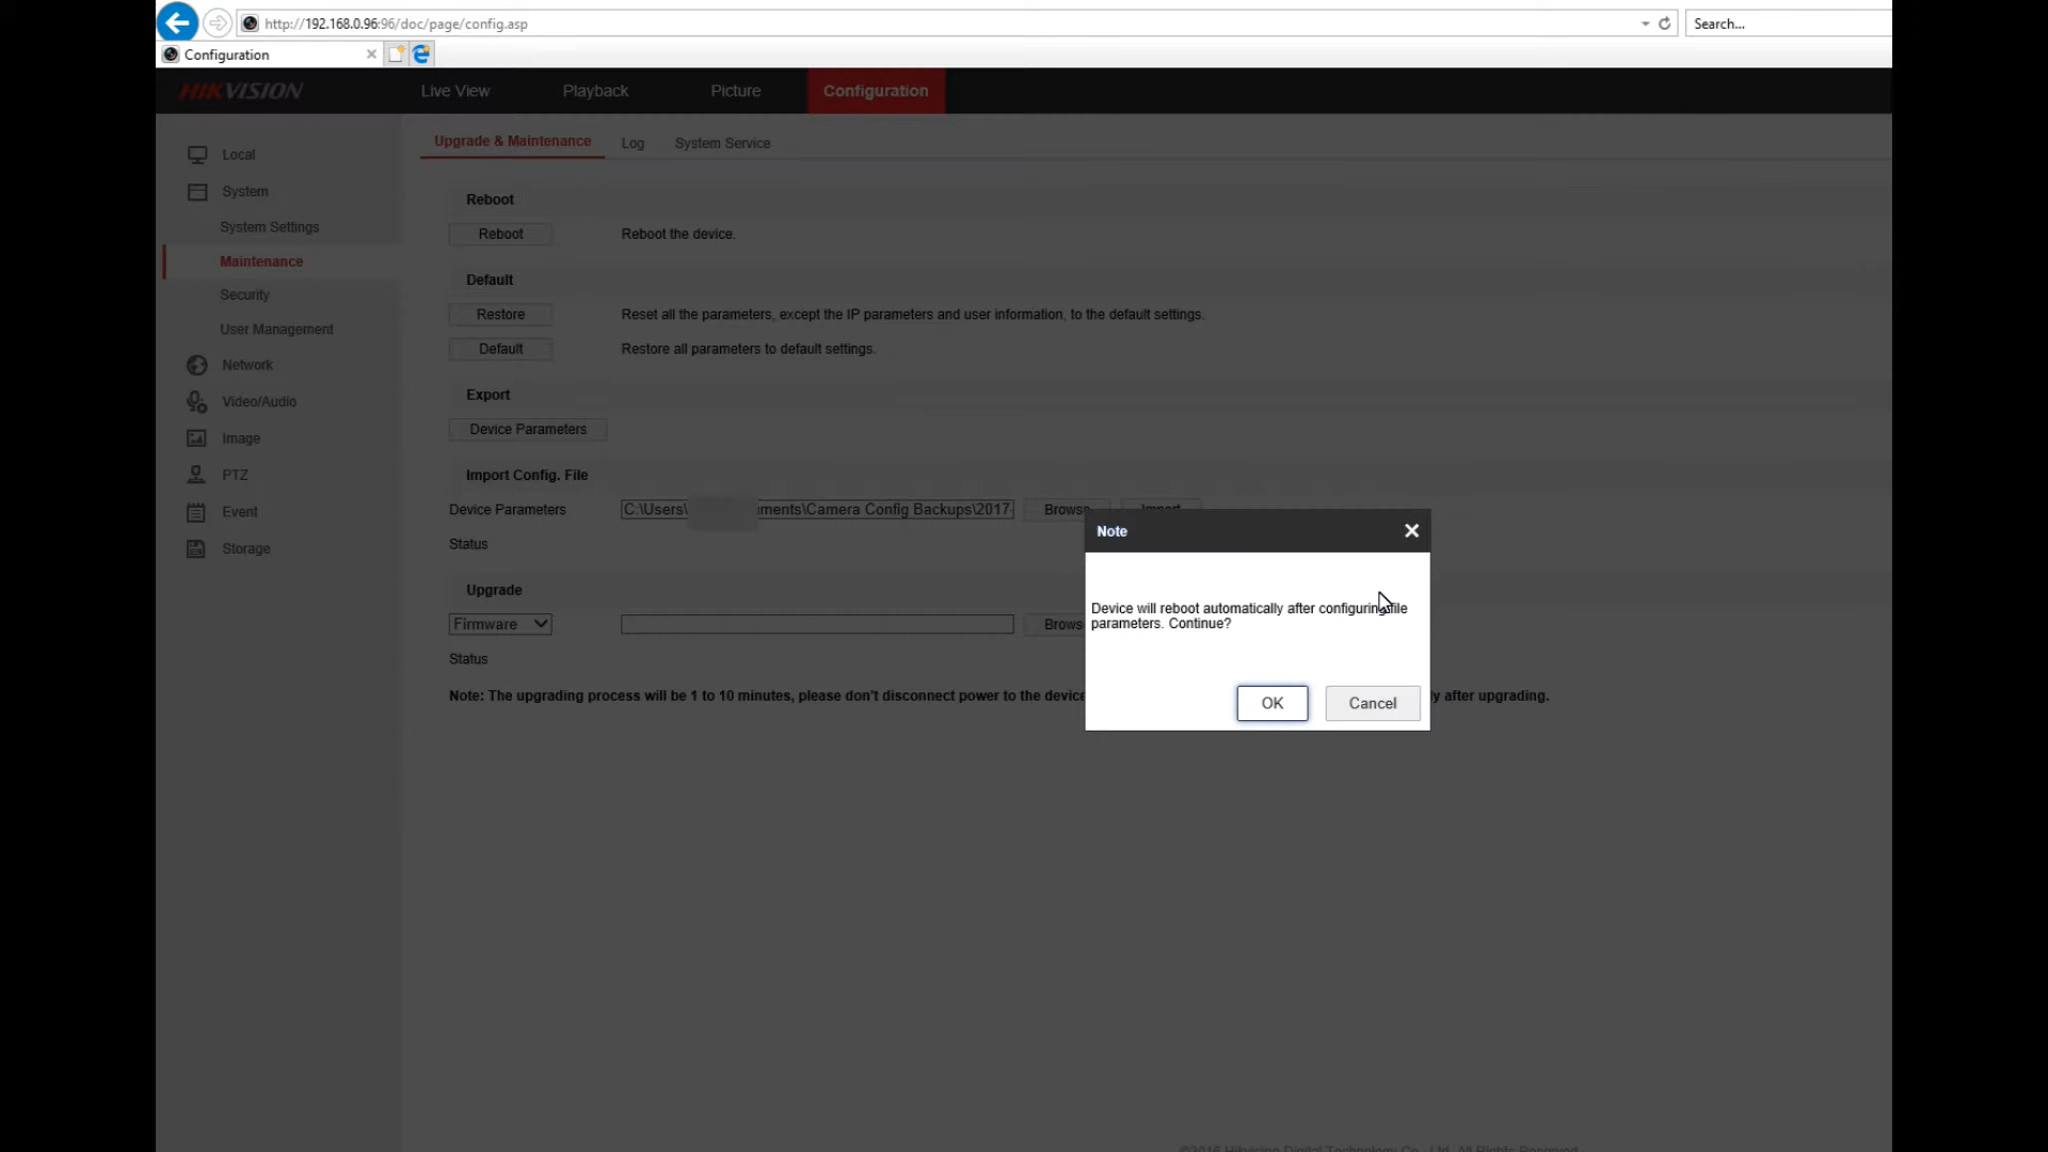 http://192.168.0.96:96/doc/page/config.asp
Search...
Configuration
HIKVISION
Live View
Playback
Picture
Configuration
Local
System
System Settings
Maintenance
Security
User Management
Network
Video/Audio
Image
PTZ
Event
Storage
Upgrade & Maintenance
Log
System Service
Reboot
Reboot
Reboot the device.
Default
Restore
Reset all the parameters, except the IP parameters and user information, to the default settings.
Default
Restore all parameters to default settings.
Export
Device Parameters
Import Config. File
Device Parameters
C:\Users\ uments\Camera Config Backups\2017-
Browse
Import
Status
Upgrade
Firmware
Brows
Status
Note: The upgrading process will be 1 to 10 minutes, please don't disconnect power to the device y after upgrading.
Note
Device will reboot automatically after configuring file
parameters. Continue?
OK
Cancel